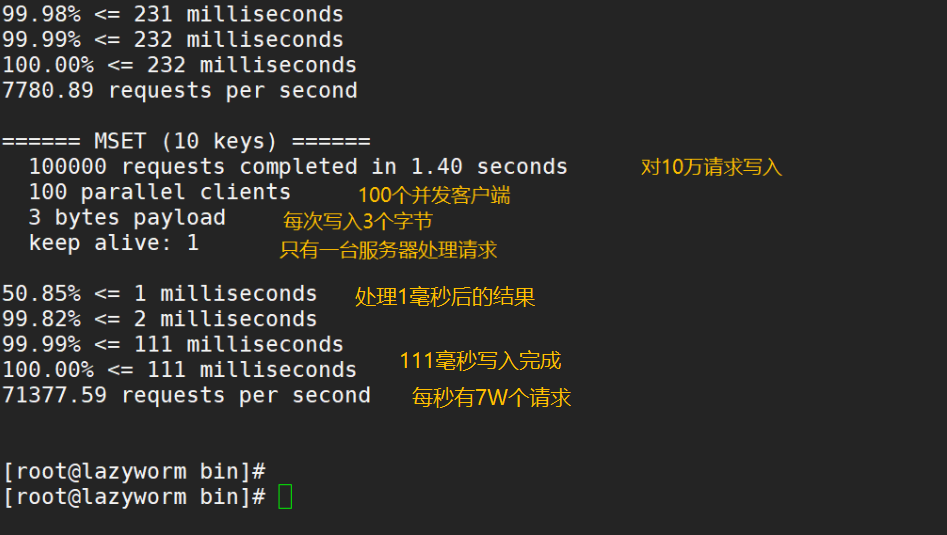 99.98% <= 231 milliseconds
99.99% <= 232 milliseconds
100.00% <= 232 milliseconds
7780.89 requests per second
====== MSET (10 keys) ======
100000 requests completed in 1.40 seconds 对10万请求写入
100 parallel clients 100个并发客户端
3 bytes payload 每次写入3个字节
keep alive: 1 只有一台服务器处理请求
50.85% <= 1 milliseconds 处理1毫秒后的结果
99.82% <= 2 milliseconds
99.99% <= 111 milliseconds
100.00% <= 111 milliseconds 111毫秒写入完成
71377.59 requests per second 每秒有7W个请求
[root@lazyworm bin]#
[root@lazyworm bin]#